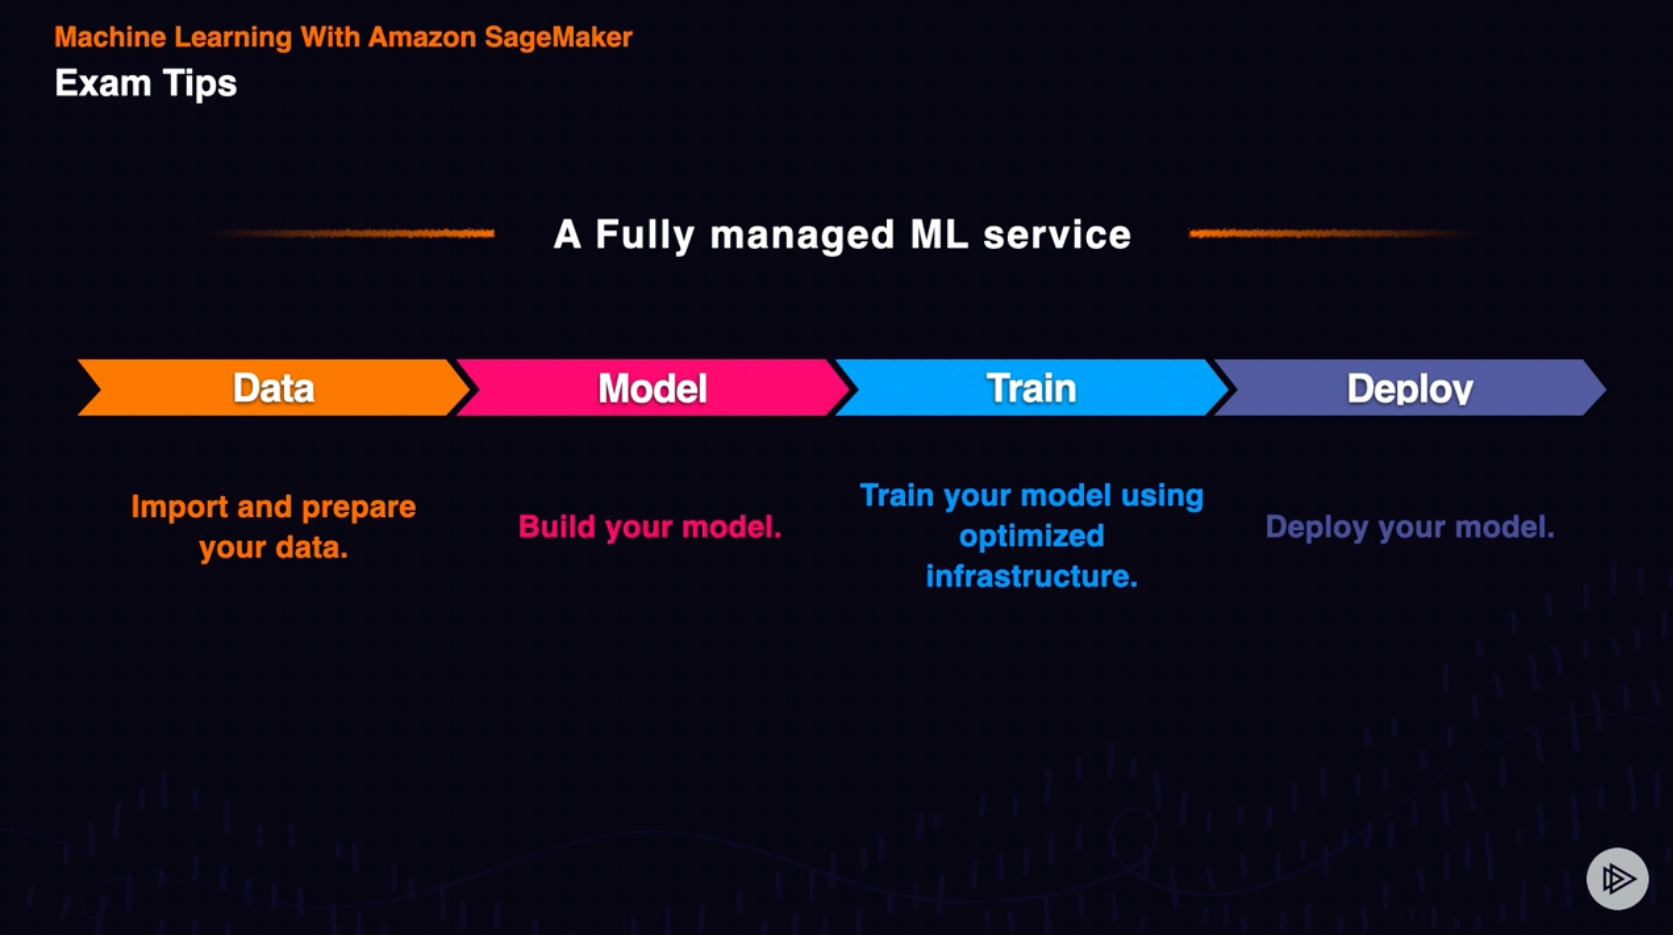 Machine Learning With Amazon SageMaker
Exam Tips
A Fully managed ML service
Data
Model
Train
Deploy
Import and prepare
your data.
Build your model.
Train your model using
optimized
infrastructure.
Deploy your model.